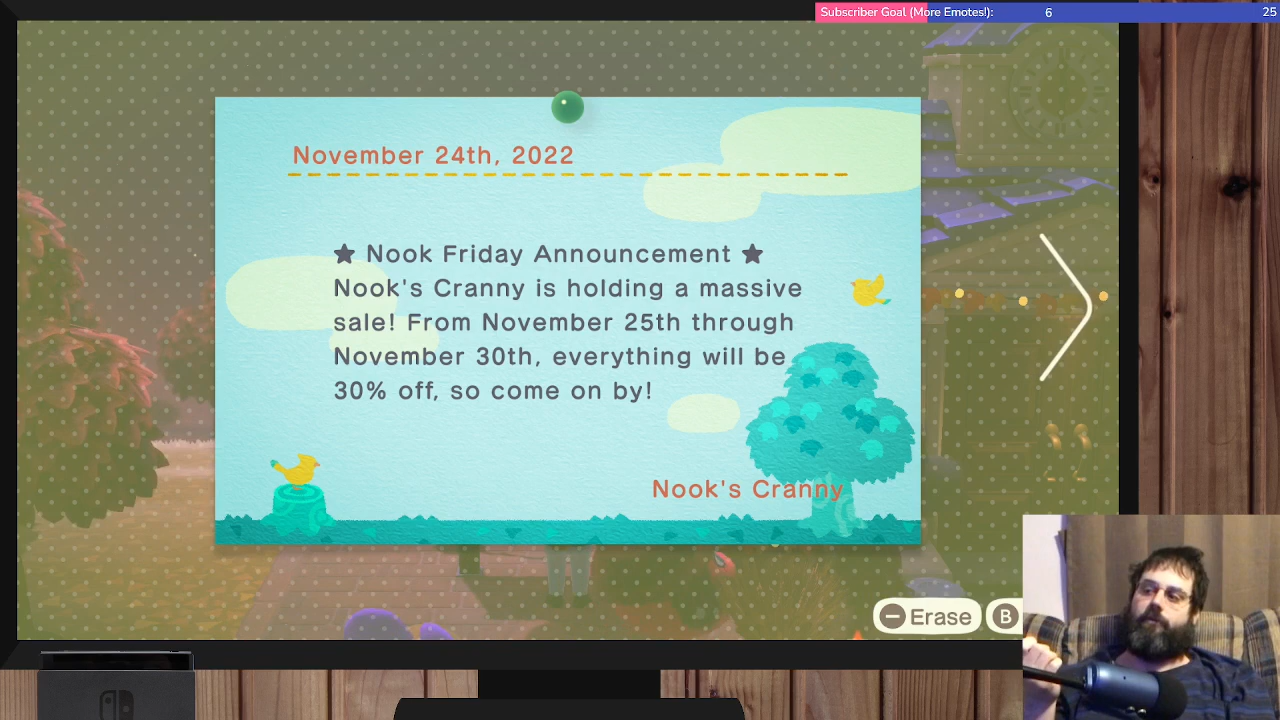 Subscriber Goal (More Emotes!): 6 25
November 24th, 2022
★ Nook Friday Announcement ★
Nook's Cranny is holding a massive
sale! From November 25th through
November 30th, everything will be
30% off, so come on by!
Nook's Cranny
Erase B